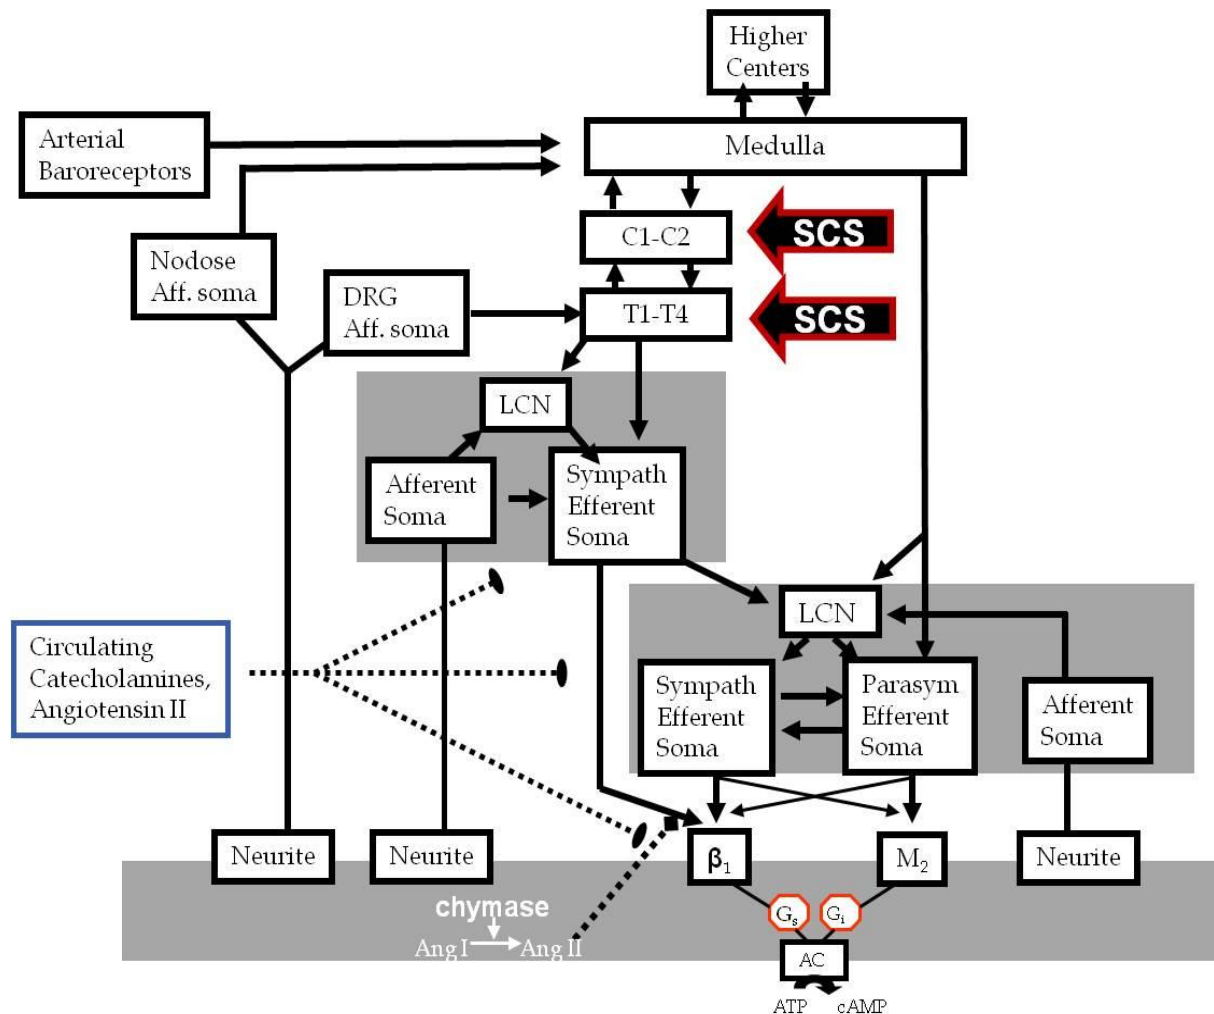 Higher
Centers
Arterial
Baroreceptors
Medulla
C1-C2
SCS
Nodose
Aff. soma
DRG
Aff. soma
T1-T4
SCS
LCN
Afferent
Soma
Sympath
Efferent
Soma
LCN
Circulating
Catecholamines,
Angiotensin II
Sympath
Efferent
Soma
Parasym
Efferent
Soma
Afferent
Soma
Neurite
Neurite
β₁
M₂
Neurite
chymase
Ang I
Ang II
Gₛ
Gᵢ
AC
ATP
cAMP